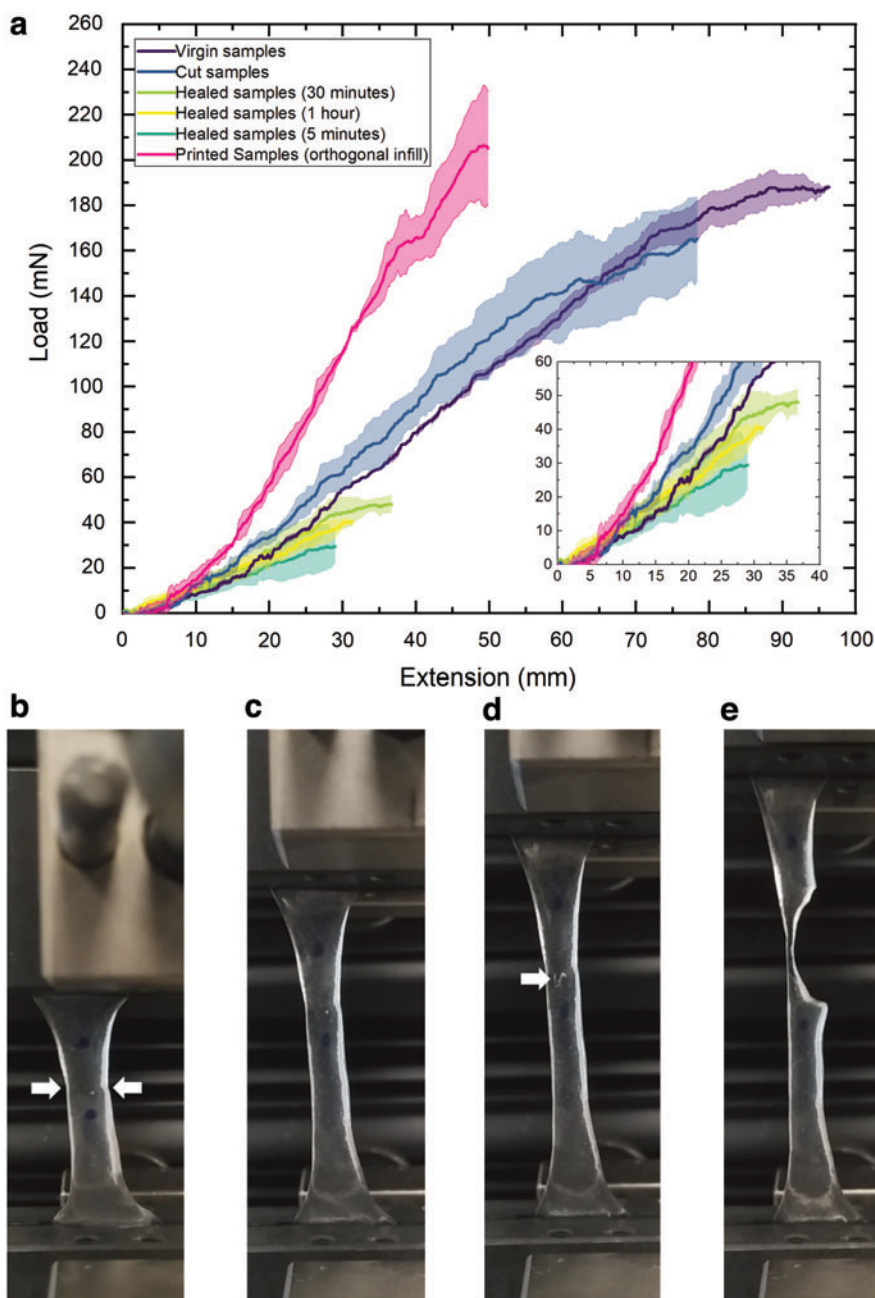 a
260
240
220
200
180
160
140
120
100
80
60
40
20
0
Load (mN)
Virgin samples
Cut samples
Healed samples (30 minutes)
Healed samples (1 hour)
Healed samples (5 minutes)
Printed Samples (orthogonal infill)
60
50
40
30
20
10
0
0 5 10 15 20 25 30 35 40
0 10 20 30 40 50 60 70 80 90 100
Extension (mm)
b c d e